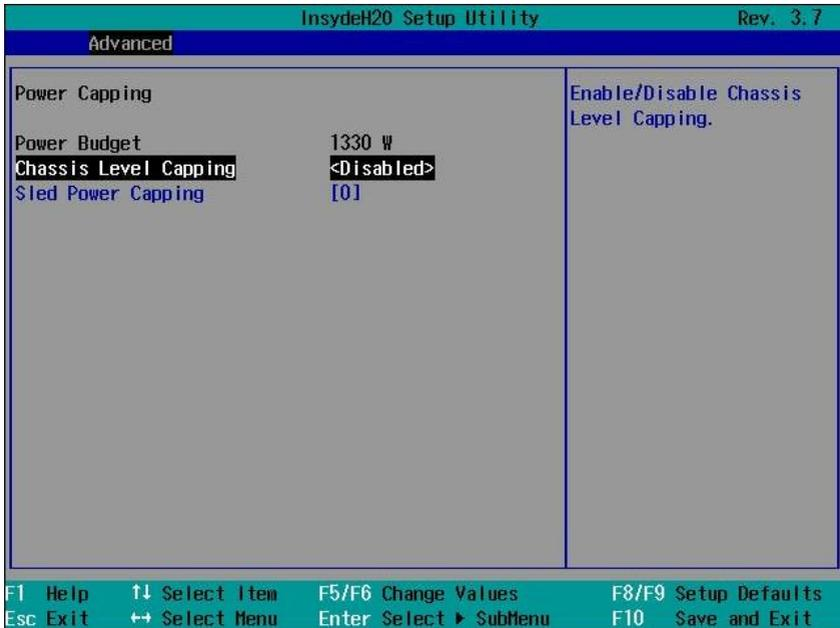 InsydeH20 Setup Utility Rev. 3.7
Advanced
Power Capping
Power Budget 1330 W
Chassis Level Capping <Disabled>
Sled Power Capping [0]
Enable/Disable Chassis
Level Capping.
F1 Help ↑↓ Select Item F5/F6 Change Values F8/F9 Setup Defaults
Esc Exit ↔ Select Menu Enter Select ▶ SubMenu F10 Save and Exit